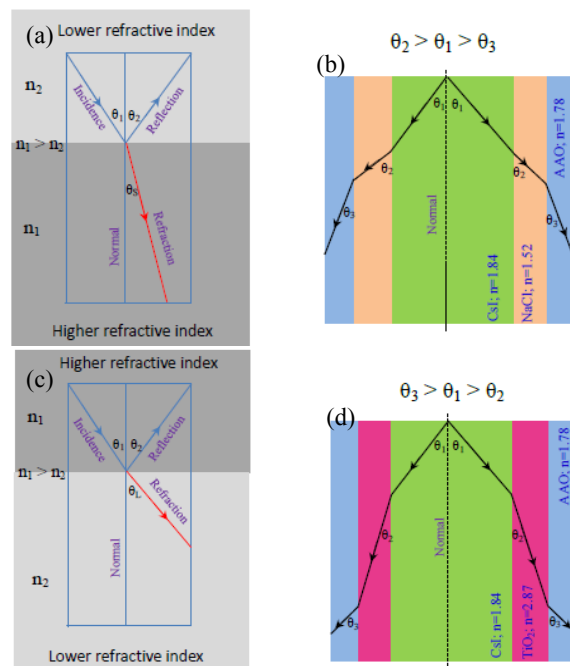 (a)
Lower refractive index
n₂
Incidence
θ₁ θ₂
Reflection
n₁ > n₂
θS
n₁
Normal
Refraction
Higher refractive index
θ₂ > θ₁ > θ₃
(b)
θ₁ θ₁
θ₂
θ₂
θ₃
θ₃
Normal
CsI; n=1.84
NaCl; n=1.52
AAO; n=1.78
Higher refractive index
(c)
n₁
Incidence
θ₁ θ₂
Reflection
n₁ > n₂
θL
Refraction
Normal
n₂
Lower refractive index
θ₃ > θ₁ > θ₂
(d)
θ₁ θ₁
θ₂
θ₂
θ₃
θ₃
Normal
CsI; n=1.84
TiO₂; n=2.87
AAO; n=1.78